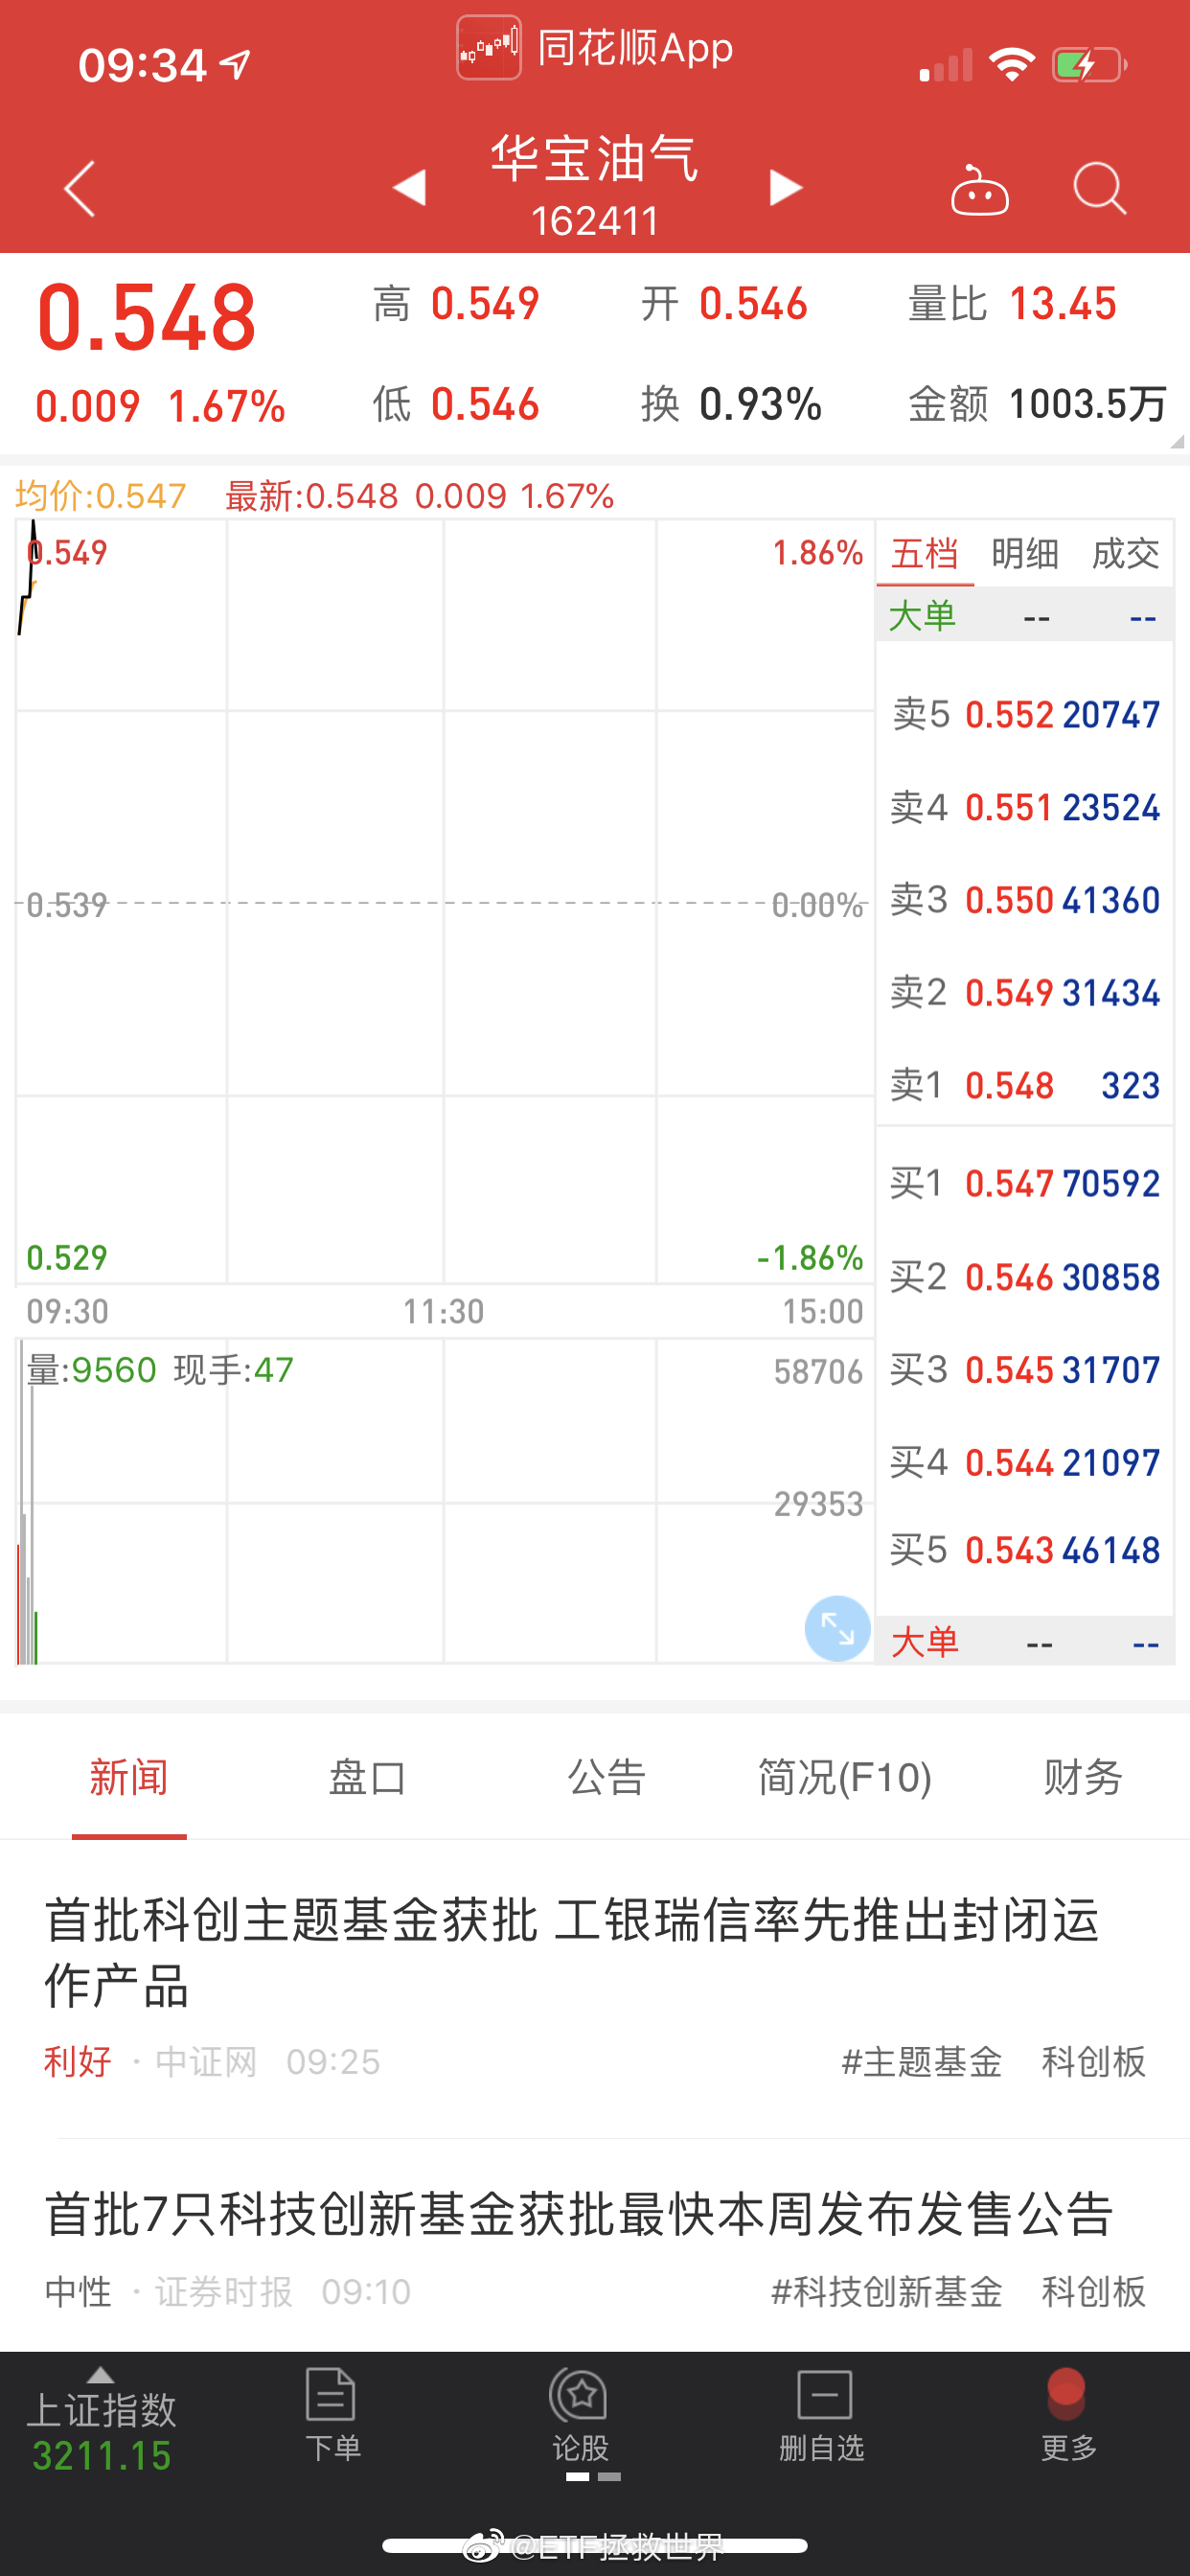 09:34
同花顺App
华宝油气
162411
0.548
高 0.549 开 0.546 量比 13.45
0.009 1.67% 低 0.546 换 0.93% 金额 1003.5万
均价:0.547 最新:0.548 0.009 1.67%
0.549 1.86%
0.539 0.00%
0.529 -1.86%
09:30 11:30 15:00
量:9560 现手:47 58706
29353
五档 明细 成交
大单 -- --
卖5 0.552 20747
卖4 0.551 23524
卖3 0.550 41360
卖2 0.549 31434
卖1 0.548 323
买1 0.547 70592
买2 0.546 30858
买3 0.545 31707
买4 0.544 21097
买5 0.543 46148
大单 -- --
新闻 盘口 公告 简况(F10) 财务
首批科创主题基金获批 工银瑞信率先推出封闭运
作产品
利好 · 中证网 09:25 #主题基金 科创板
首批7只科技创新基金获批最快本周发布发售公告
中性 · 证券时报 09:10 #科技创新基金 科创板
上证指数
3211.15
下单 论股 删自选 更多
@ETF拯救世界